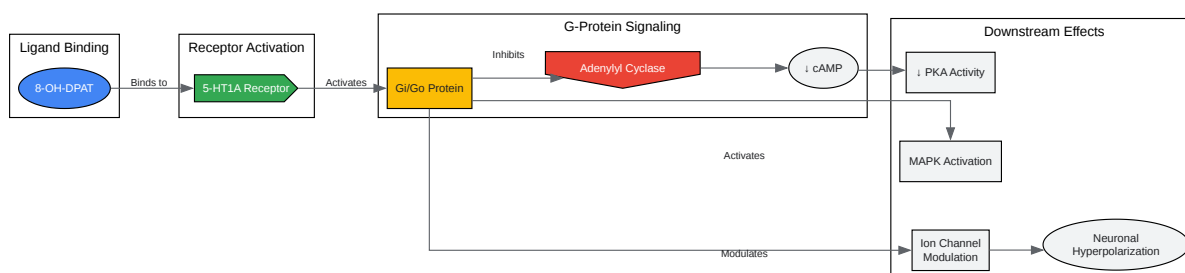 Ligand Binding
8-OH-DPAT
Binds to
Receptor Activation
5-HT1A Receptor
Activates
G-Protein Signaling
Gi/Go Protein
Inhibits
Adenylyl Cyclase
↓ cAMP
Downstream Effects
↓ PKA Activity
Activates
MAPK Activation
Modulates
Ion Channel
Modulation
Neuronal
Hyperpolarization